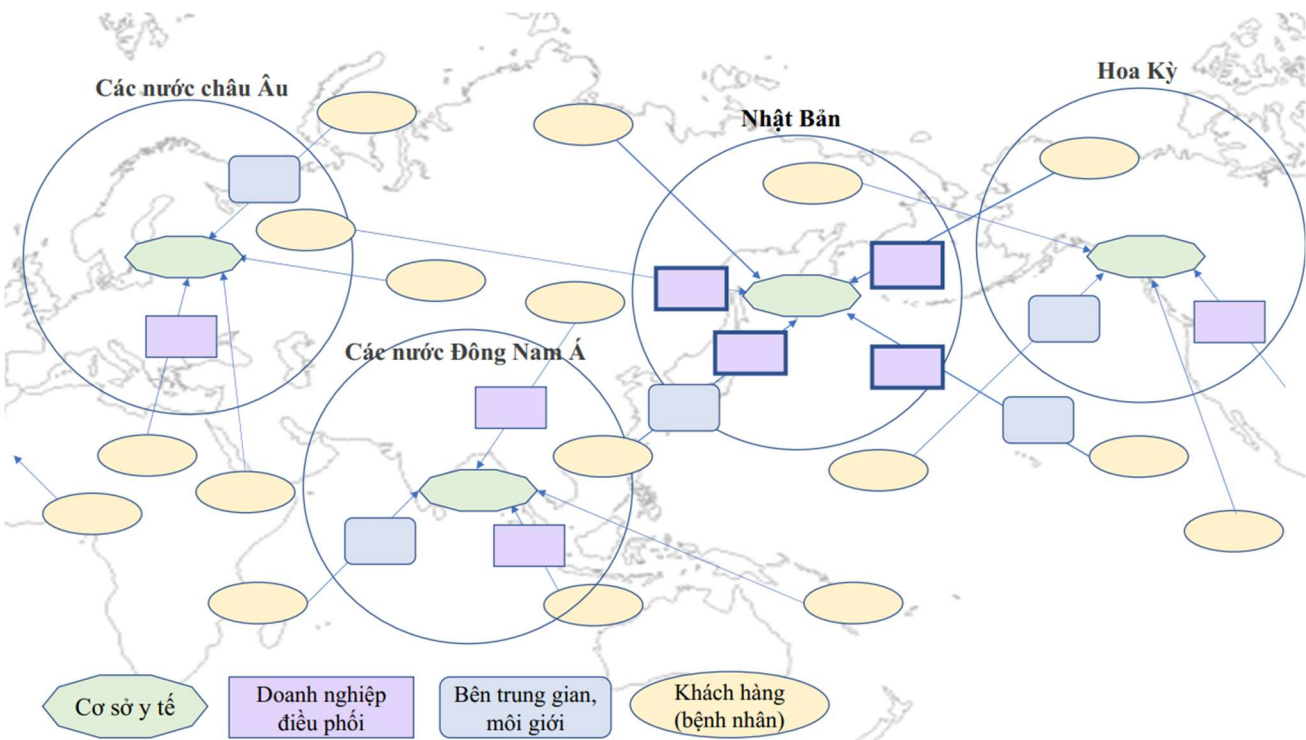 Các nước châu Âu
Hoa Kỳ
Nhật Bản
Các nước Đông Nam Á
Cơ sở y tế
Doanh nghiệp
điều phối
Bên trung gian,
môi giới
Khách hàng
(bệnh nhân)